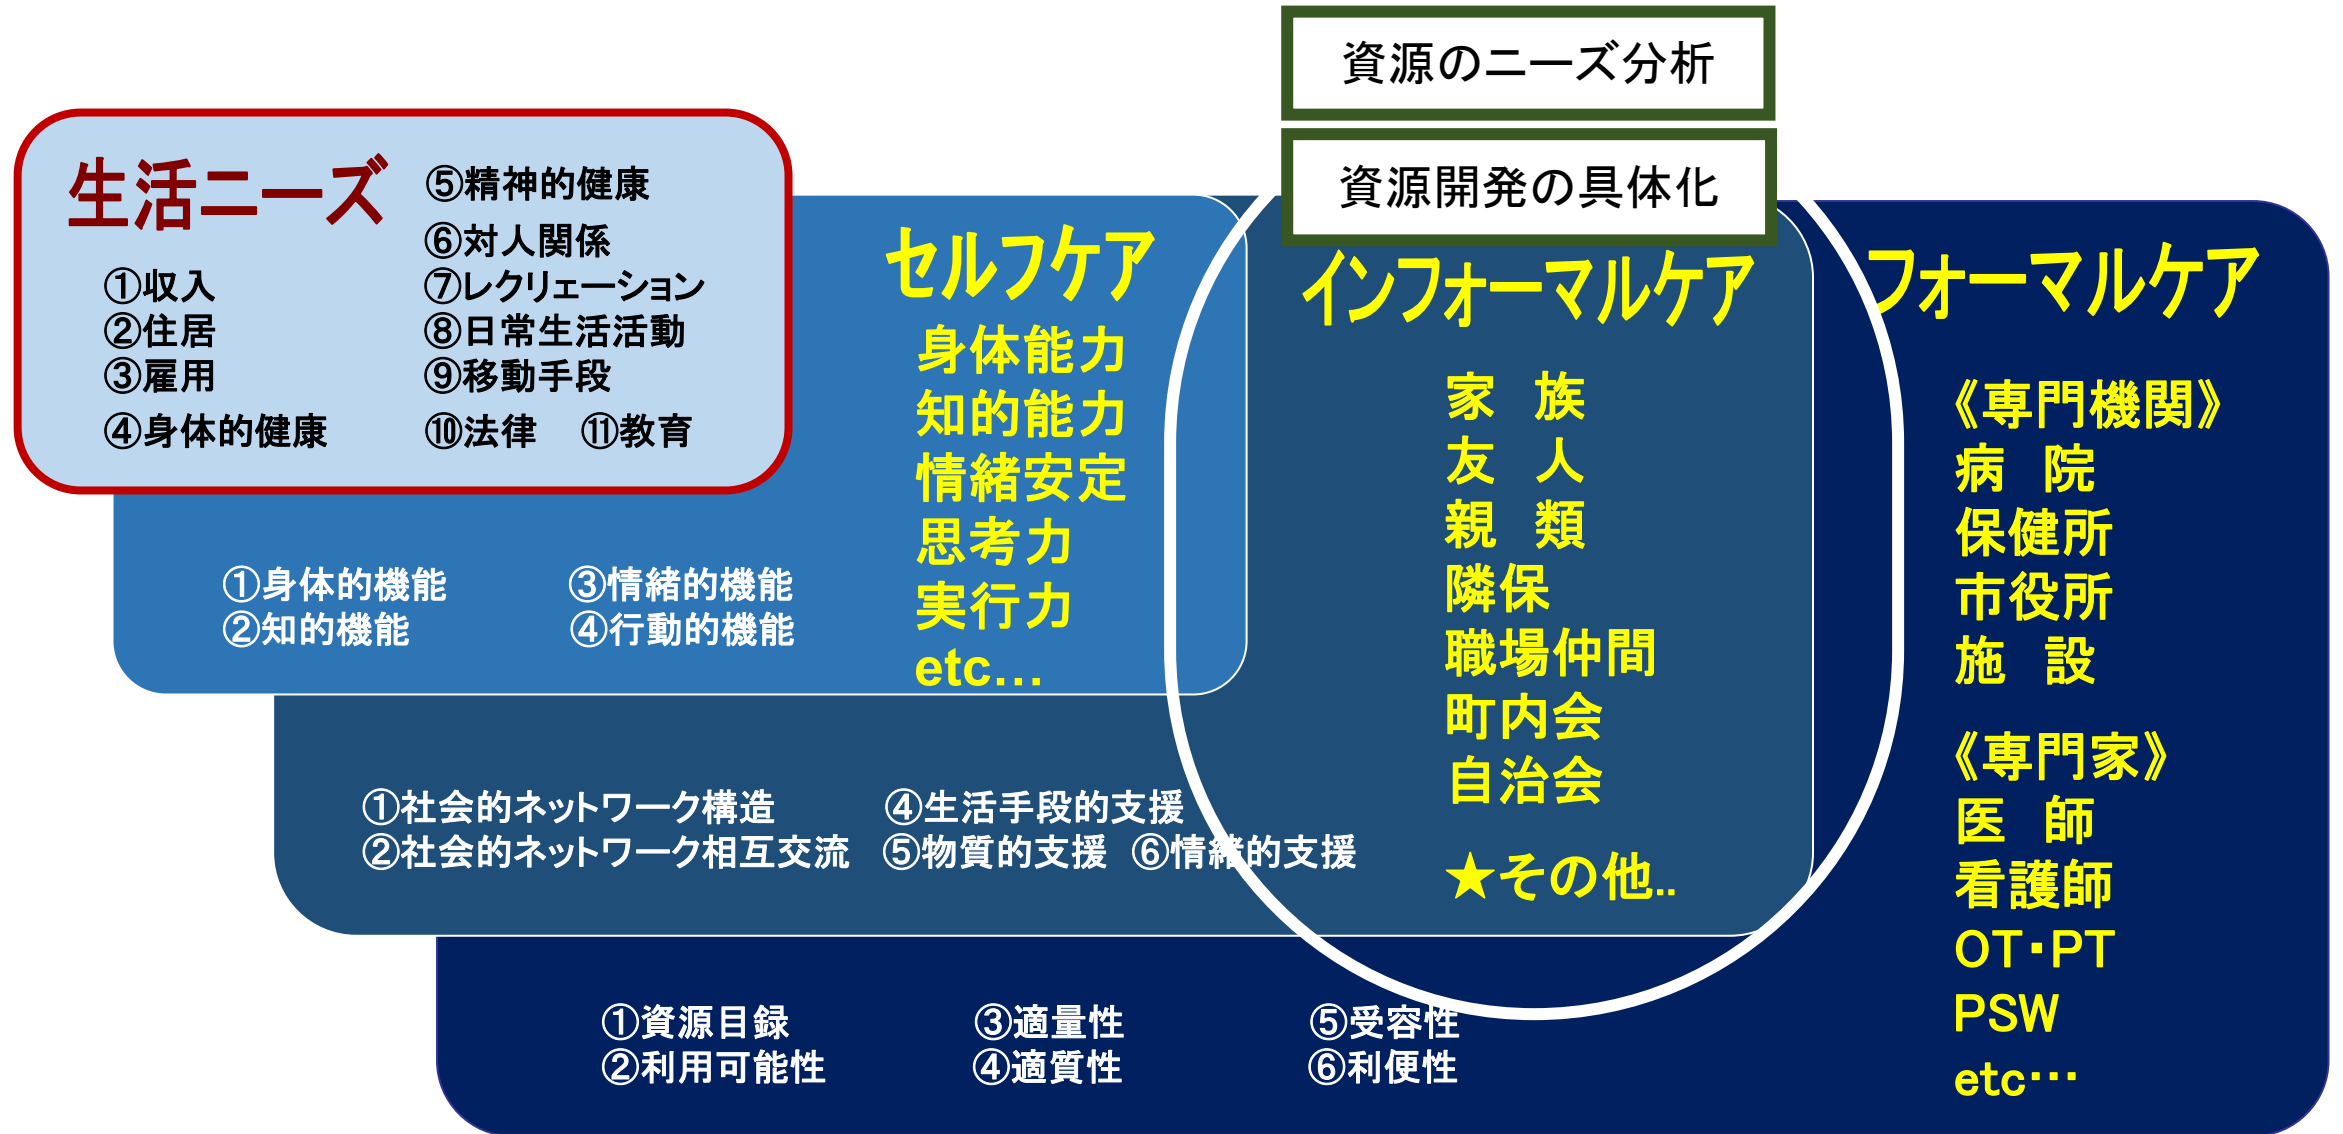 資源のニーズ分析
資源開発の具体化
生活ニーズ
①収入
②住居
③雇用
④身体的健康
⑤精神的健康
⑥対人関係
⑦レクリェーション
⑧日常生活活動
⑨移動手段
⑩法律　⑪教育
セルフケア
身体能力
知的能力
情緒安定
思考力
実行力
etc…
①身体的機能
②知的機能
③情緒的機能
④行動的機能
インフォーマルケア
家　族
友　人
親　類
隣保
職場仲間
町内会
自治会
★その他..
①社会的ネットワーク構造
②社会的ネットワーク相互交流
④生活手段的支援
⑤物質的支援　⑥情緒的支援
フォーマルケア
《専門機関》
病　院
保健所
市役所
施　設
《専門家》
医　師
看護師
OT・PT
PSW
etc…
①資源目録
②利用可能性
③適量性
④適質性
⑤受容性
⑥利便性